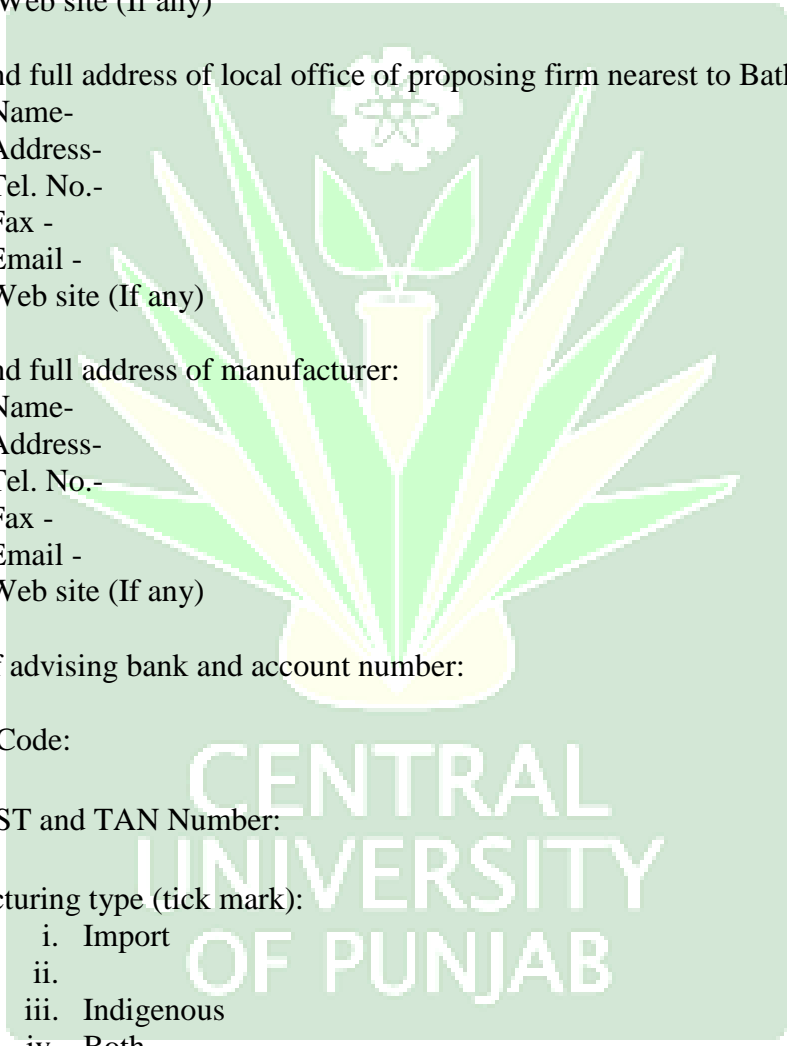 Web site (If any)
nd full address of local office of proposing firm nearest to Bath
Name-
Address-
Tel. No.-
Fax -
Email -
Web site (If any)
nd full address of manufacturer:
Name-
Address-
Tel. No.-
Fax -
Email -
Web site (If any)
f advising bank and account number:
Code:
ST and TAN Number:
cturing type (tick mark):
i. Import
ii.
iii. Indigenous
iv. Both
CENTRAL
UNIVERSITY
OF PUNJAB